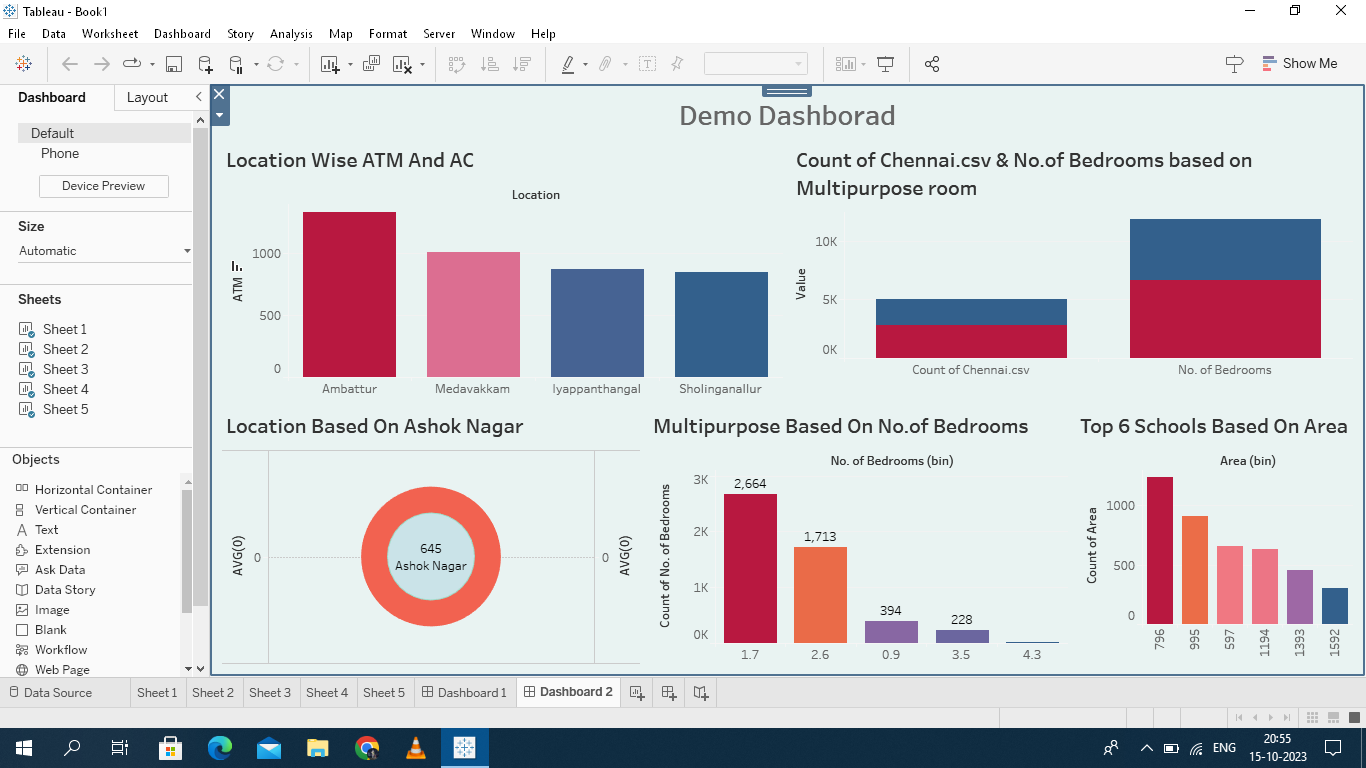 Tableau - Book1
File Data Worksheet Dashboard Story Analysis Map Format Server Window Help
Show Me
Dashboard Layout
Default
Phone
Device Preview
Size
Automatic
Sheets
Sheet 1
Sheet 2
Sheet 3
Sheet 4
Sheet 5
Objects
Horizontal Container
Vertical Container
Text
Extension
Ask Data
Data Story
Image
Blank
Workflow
Web Page
Demo Dashborad
Location Wise ATM And AC
Location
ATM
1000
500
0
Ambattur Medavakkam Iyappanthangal Sholinganallur
Count of Chennai.csv & No.of Bedrooms based on
Multipurpose room
Value
10K
5K
0K
Count of Chennai.csv No. of Bedrooms
Location Based On Ashok Nagar
AVG(0)
0
645
Ashok Nagar
0
AVG(0)
Multipurpose Based On No.of Bedrooms
No. of Bedrooms (bin)
Count of No. of Bedrooms
3K
2K
1K
0K
2,664
1,713
394
228
1.7 2.6 0.9 3.5 4.3
Top 6 Schools Based On Area
Area (bin)
Count of Area
1000
500
0
796 995 597 1194 1393 1592
Data Source Sheet 1 Sheet 2 Sheet 3 Sheet 4 Sheet 5 Dashboard 1 Dashboard 2
ENG
20:55
15-10-2023